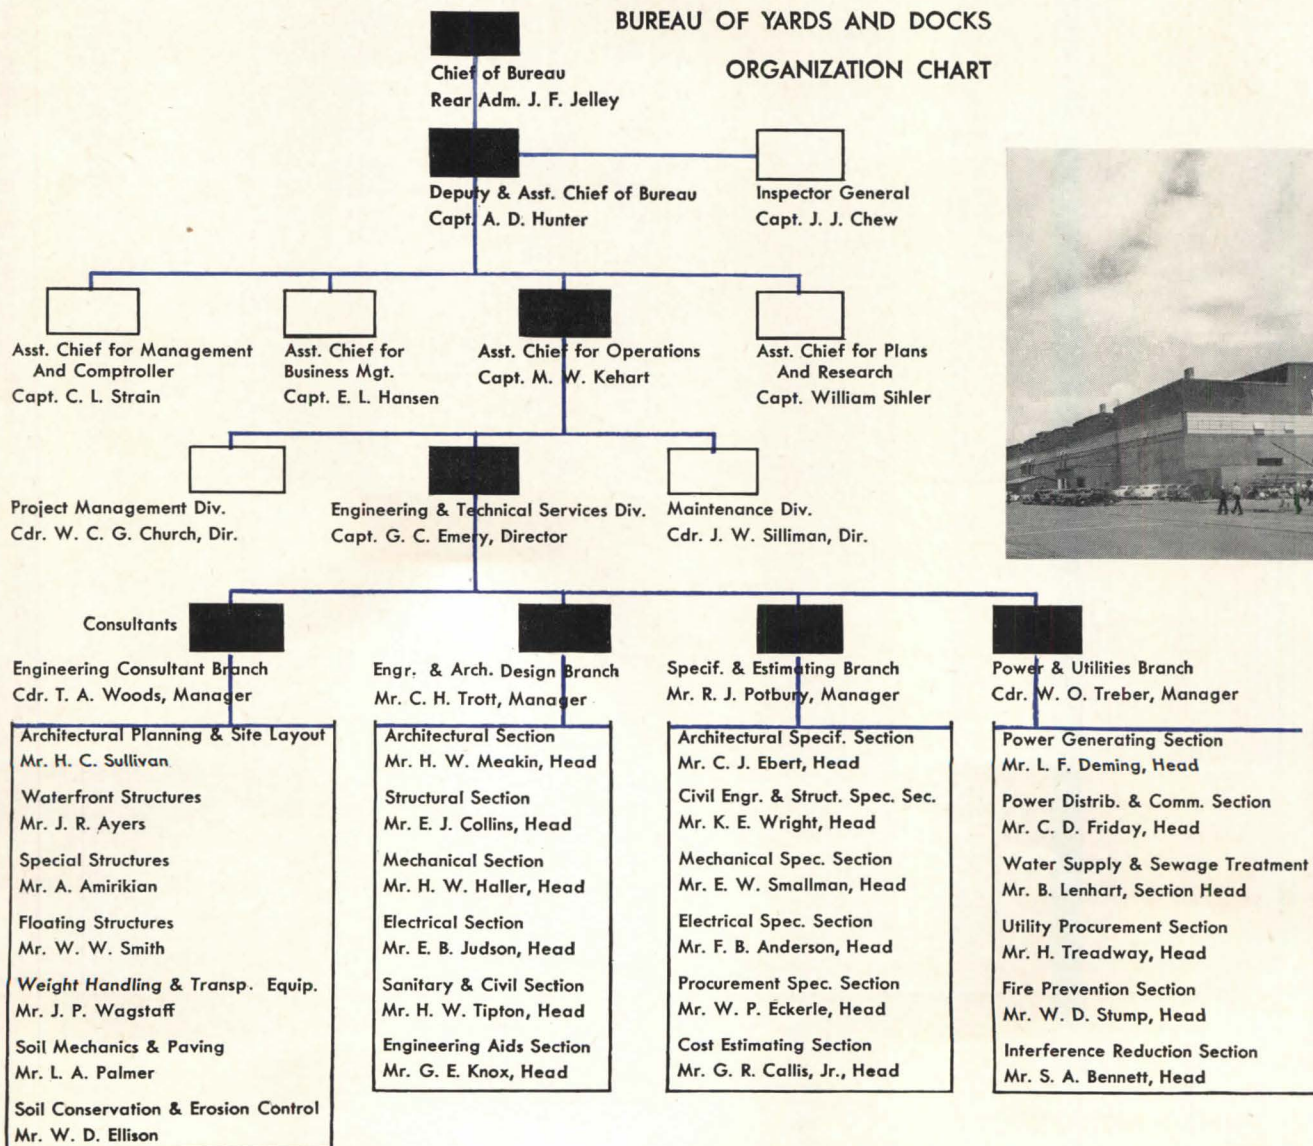 BUREAU OF YARDS AND DOCKS
ORGANIZATION CHART
Chief of Bureau
Rear Adm. J. F. Jelley
Deputy & Asst. Chief of Bureau
Capt. A. D. Hunter
Inspector General
Capt. J. J. Chew
Asst. Chief for Management
And Comptroller
Capt. C. L. Strain
Asst. Chief for
Business Mgt.
Capt. E. L. Hansen
Asst. Chief for Operations
Capt. M. W. Kehart
Asst. Chief for Plans
And Research
Capt. William Sihler
Project Management Div.
Cdr. W. C. G. Church, Dir.
Engineering & Technical Services Div.
Capt. G. C. Emery, Director
Maintenance Div.
Cdr. J. W. Silliman, Dir.
Consultants
Engineering Consultant Branch
Cdr. T. A. Woods, Manager
Architectural Planning & Site Layout
Mr. H. C. Sullivan
Waterfront Structures
Mr. J. R. Ayers
Special Structures
Mr. A. Amirikian
Floating Structures
Mr. W. W. Smith
Weight Handling & Transp. Equip.
Mr. J. P. Wagstaff
Soil Mechanics & Paving
Mr. L. A. Palmer
Soil Conservation & Erosion Control
Mr. W. D. Ellison
Engr. & Arch. Design Branch
Mr. C. H. Trott, Manager
Architectural Section
Mr. H. W. Meakin, Head
Structural Section
Mr. E. J. Collins, Head
Mechanical Section
Mr. H. W. Haller, Head
Electrical Section
Mr. E. B. Judson, Head
Sanitary & Civil Section
Mr. H. W. Tipton, Head
Engineering Aids Section
Mr. G. E. Knox, Head
Specif. & Estimating Branch
Mr. R. J. Potbury, Manager
Architectural Specif. Section
Mr. C. J. Ebert, Head
Civil Engr. & Struct. Spec. Sec.
Mr. K. E. Wright, Head
Mechanical Spec. Section
Mr. E. W. Smallman, Head
Electrical Spec. Section
Mr. F. B. Anderson, Head
Procurement Spec. Section
Mr. W. P. Eckerle, Head
Cost Estimating Section
Mr. G. R. Callis, Jr., Head
Power & Utilities Branch
Cdr. W. O. Treber, Manager
Power Generating Section
Mr. L. F. Deming, Head
Power Distrib. & Comm. Section
Mr. C. D. Friday, Head
Water Supply & Sewage Treatment
Mr. B. Lenhart, Section Head
Utility Procurement Section
Mr. H. Treadway, Head
Fire Prevention Section
Mr. W. D. Stump, Head
Interference Reduction Section
Mr. S. A. Bennett, Head